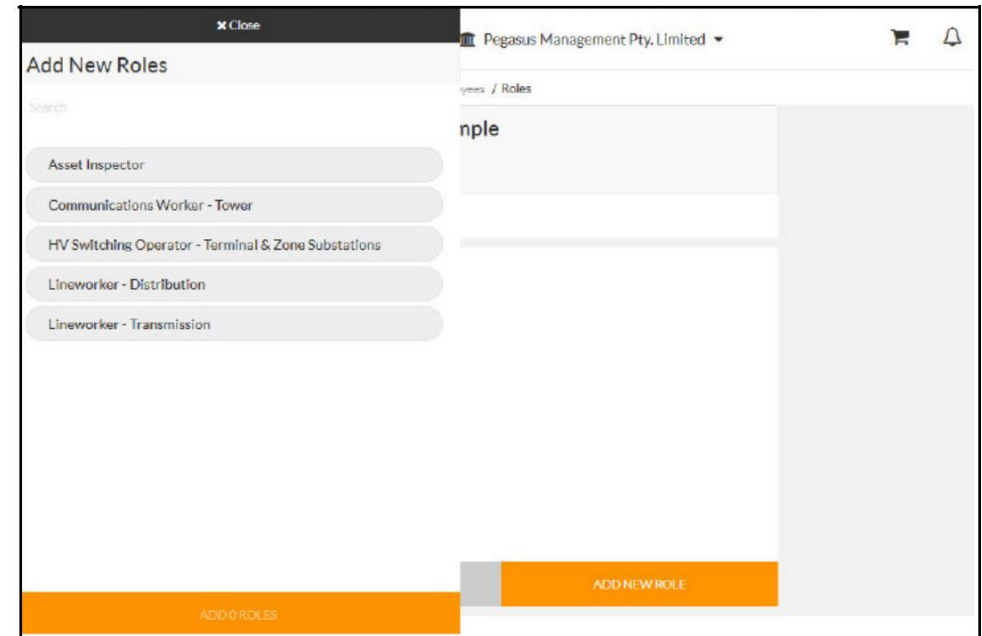 Close
Add New Roles
Search
Asset Inspector
Communications Worker - Tower
HV Switching Operator - Terminal & Zone Substations
Lineworker - Distribution
Lineworker - Transmission
ADD 0 ROLES
Pegasus Management Pty. Limited
yees / Roles
mple
ADD NEW ROLE